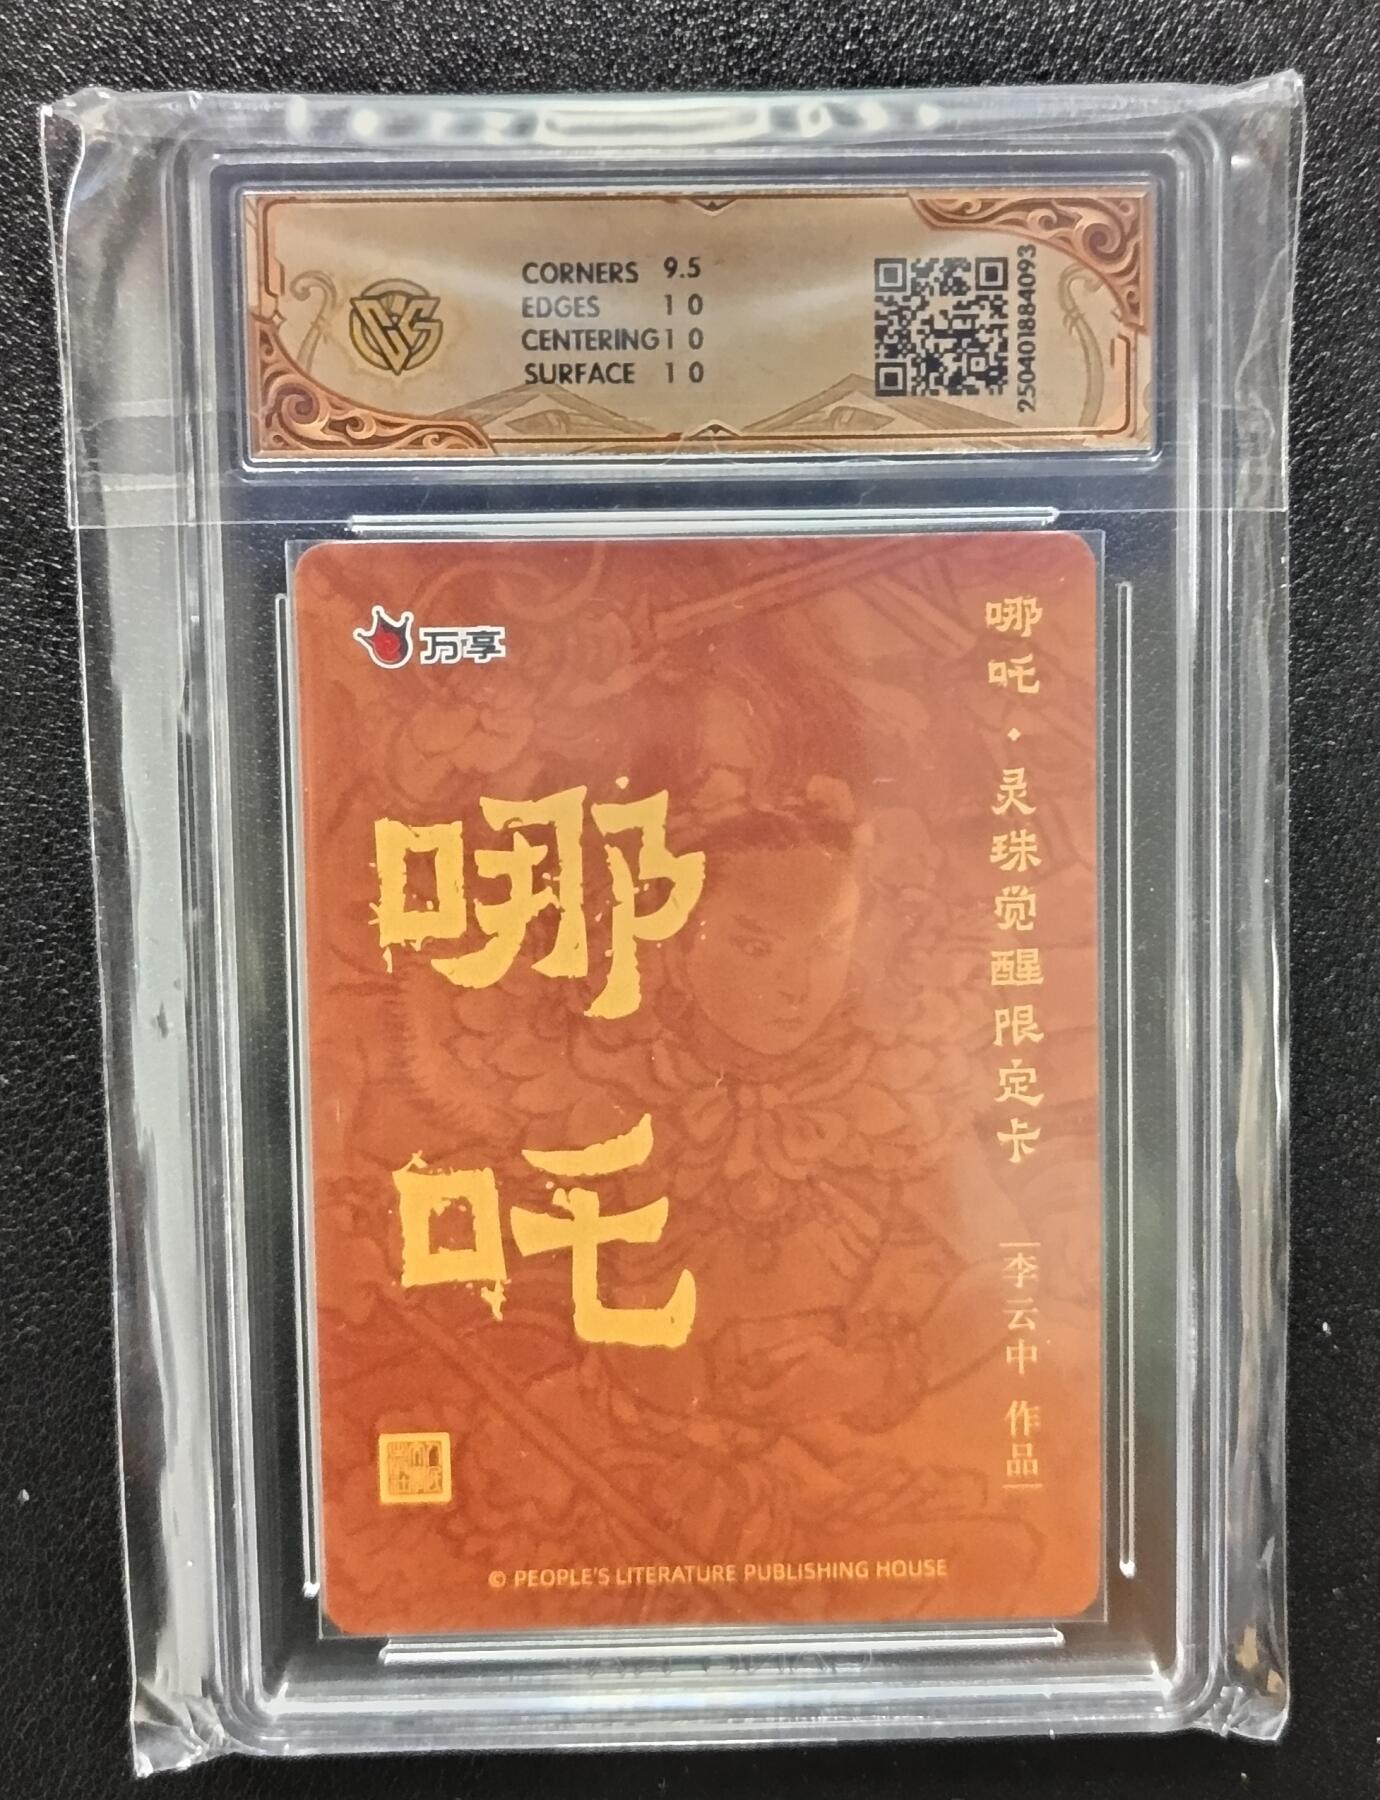 CORNERS 9.5
EDGES 10
CENTERING 10
SURFACE 10
2504018840​93
万享
哪吒
哪吒·灵珠觉醒限定卡
李云中 作品
© PEOPLE'S LITERATURE PUBLISHING HOUSE